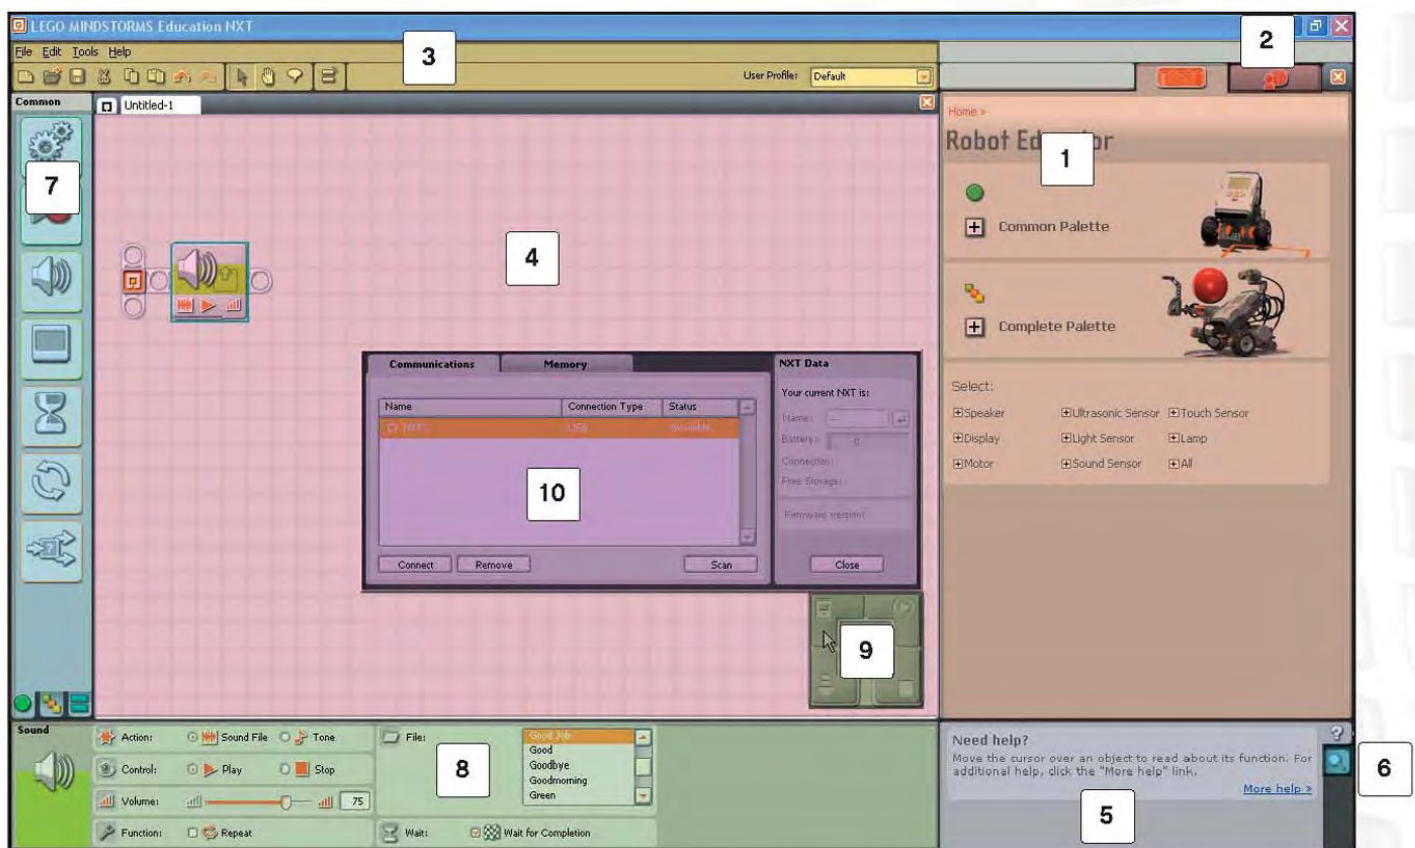 LEGO MINDSTORMS Education NXT
2
File Edit Tools Help
3
User Profile: Default
Common
Untitled-1
7
4
Home »
Robot Ed or
1
Common Palette
Complete Palette
Select:
Speaker Ultrasonic Sensor Touch Sensor
Display Light Sensor Lamp
Motor Sound Sensor All
Communications Memory
Name Connection Type Status
USB
10
Connect Remove Scan
NXT Data
Your current NXT is:
Name: --
Battery: 0
Connection:
Free Storage:
Firmware version:
Close
9
Sound
Action: Sound File Tone
Control: Play Stop
Volume: 75
Function: Repeat
File:
Good Job
Good
Goodbye
Goodmorning
Green
8
Wait: Wait for Completion
Need help?
Move the cursor over an object to read about its function. For
additional help, click the "More help" link.
More help »
5
?
6